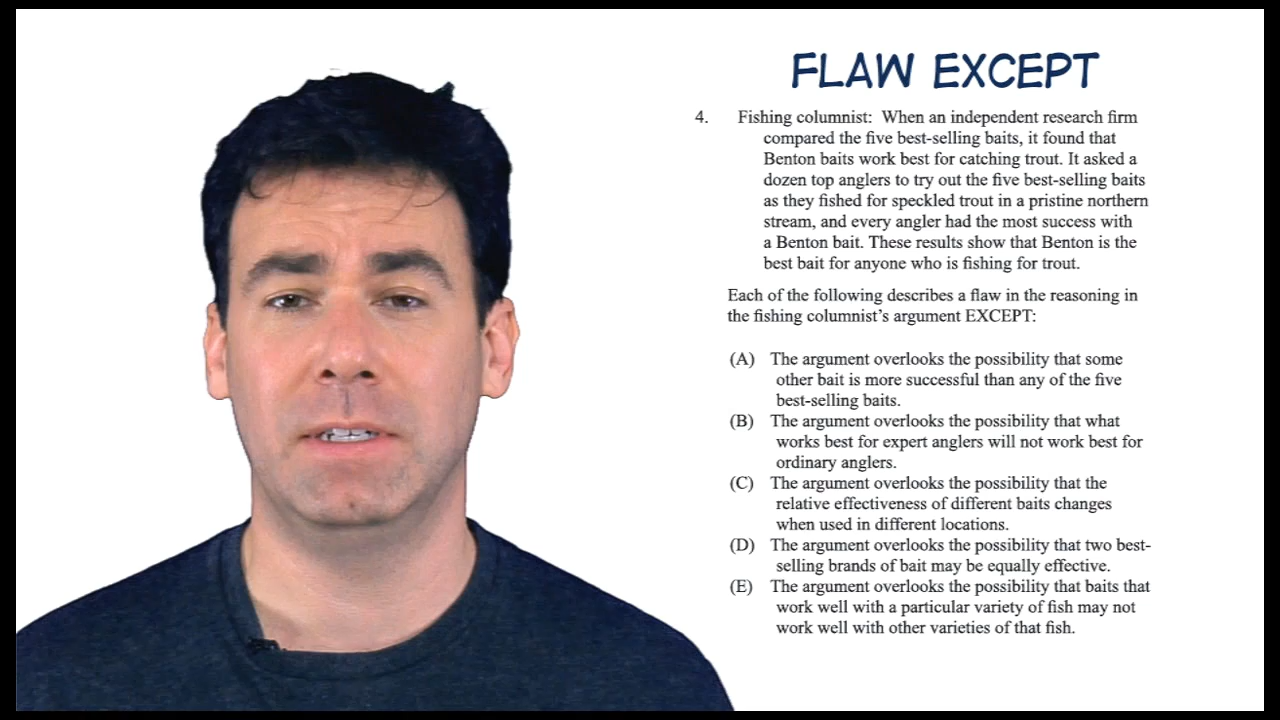 FLAW EXCEPT
4. Fishing columnist: When an independent research firm
compared the five best-selling baits, it found that
Benton baits work best for catching trout. It asked a
dozen top anglers to try out the five best-selling baits
as they fished for speckled trout in a pristine northern
stream, and every angler had the most success with
a Benton bait. These results show that Benton is the
best bait for anyone who is fishing for trout.
Each of the following describes a flaw in the reasoning in
the fishing columnist's argument EXCEPT:
(A) The argument overlooks the possibility that some
other bait is more successful than any of the five
best-selling baits.
(B) The argument overlooks the possibility that what
works best for expert anglers will not work best for
ordinary anglers.
(C) The argument overlooks the possibility that the
relative effectiveness of different baits changes
when used in different locations.
(D) The argument overlooks the possibility that two best-
selling brands of bait may be equally effective.
(E) The argument overlooks the possibility that baits that
work well with a particular variety of fish may not
work well with other varieties of that fish.